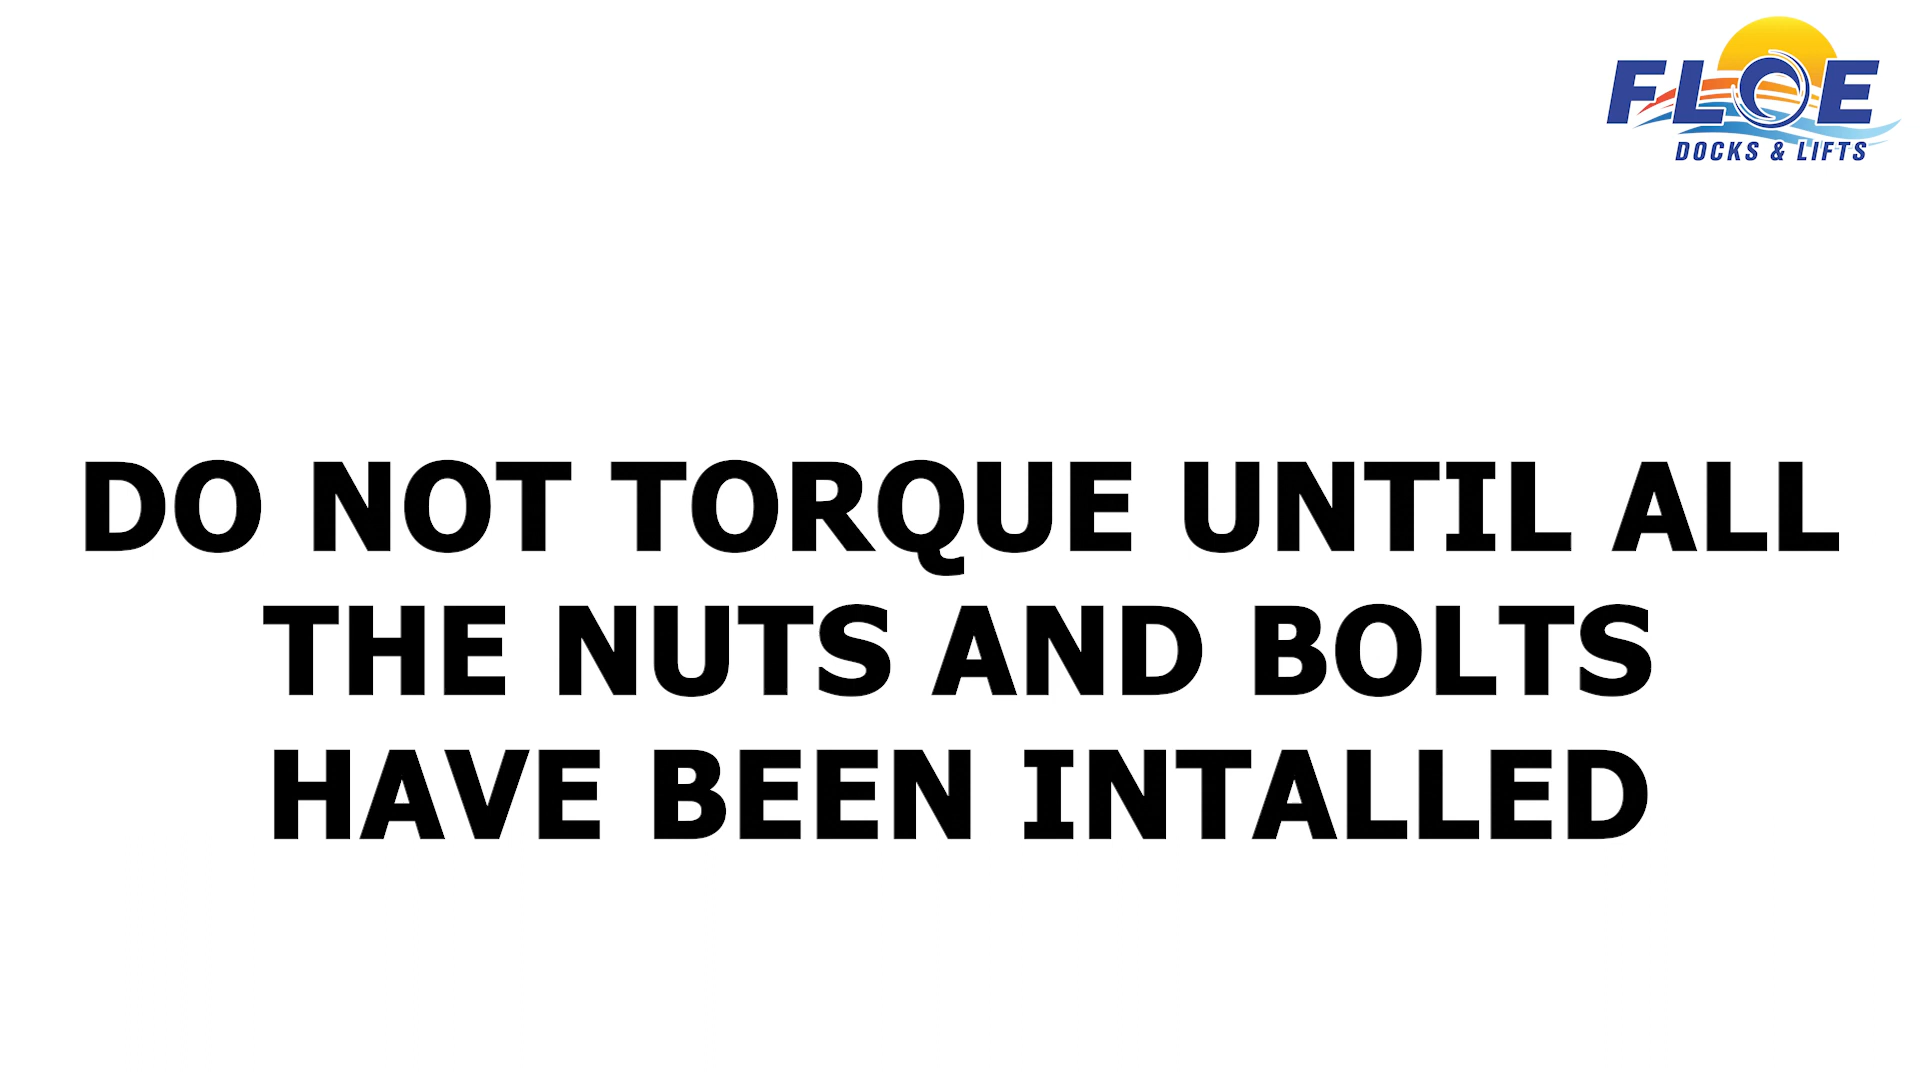 FLOE
DOCKS & LIFTS
DO NOT TORQUE UNTIL ALL
THE NUTS AND BOLTS
HAVE BEEN INTALLED